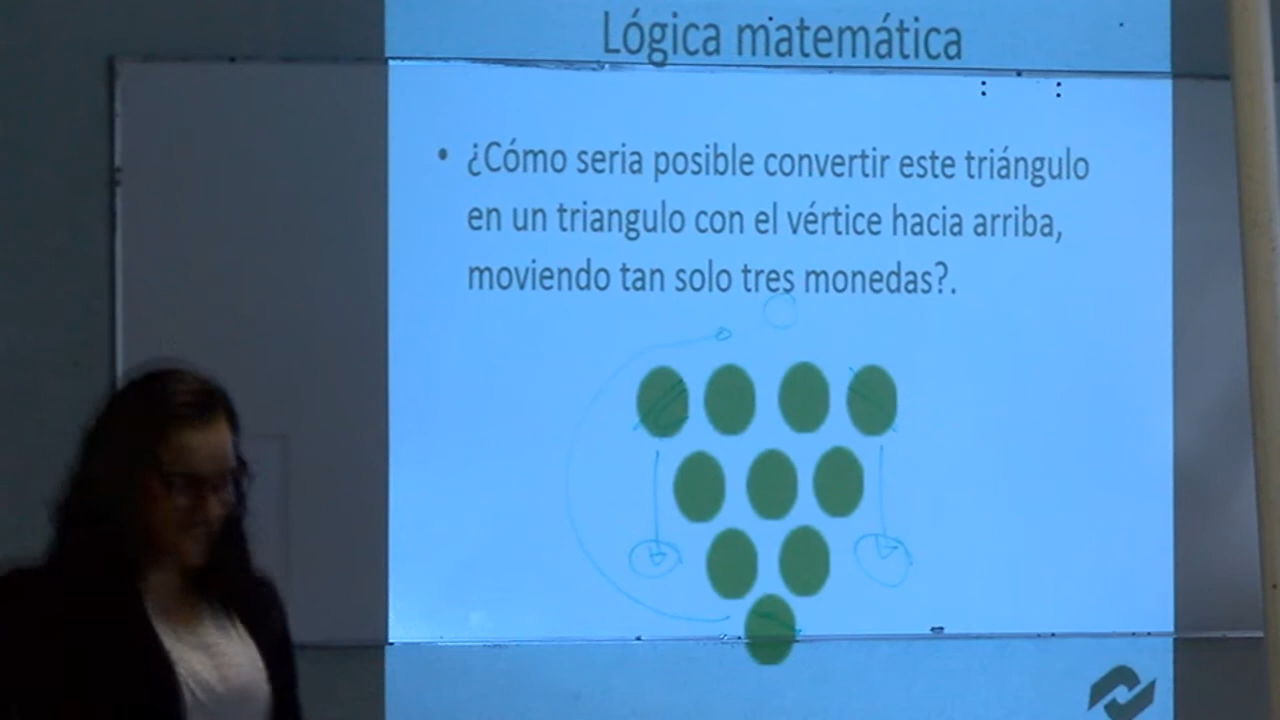 Lógica matemática
• ¿Cómo seria posible convertir este triángulo
en un triangulo con el vértice hacia arriba,
moviendo tan solo tres monedas?.